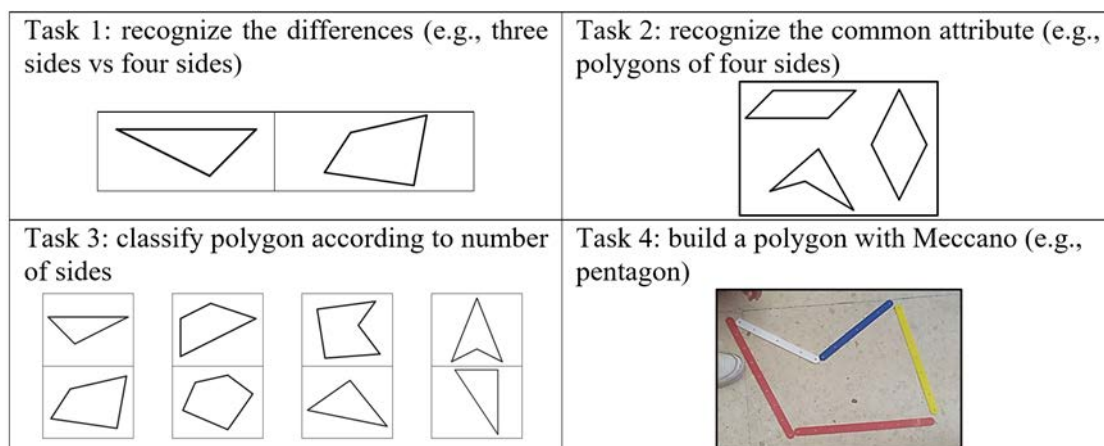 Task 1: recognize the differences (e.g., three
sides vs four sides)
Task 2: recognize the common attribute (e.g.,
polygons of four sides)
Task 3: classify polygon according to number
of sides
Task 4: build a polygon with Meccano (e.g.,
pentagon)